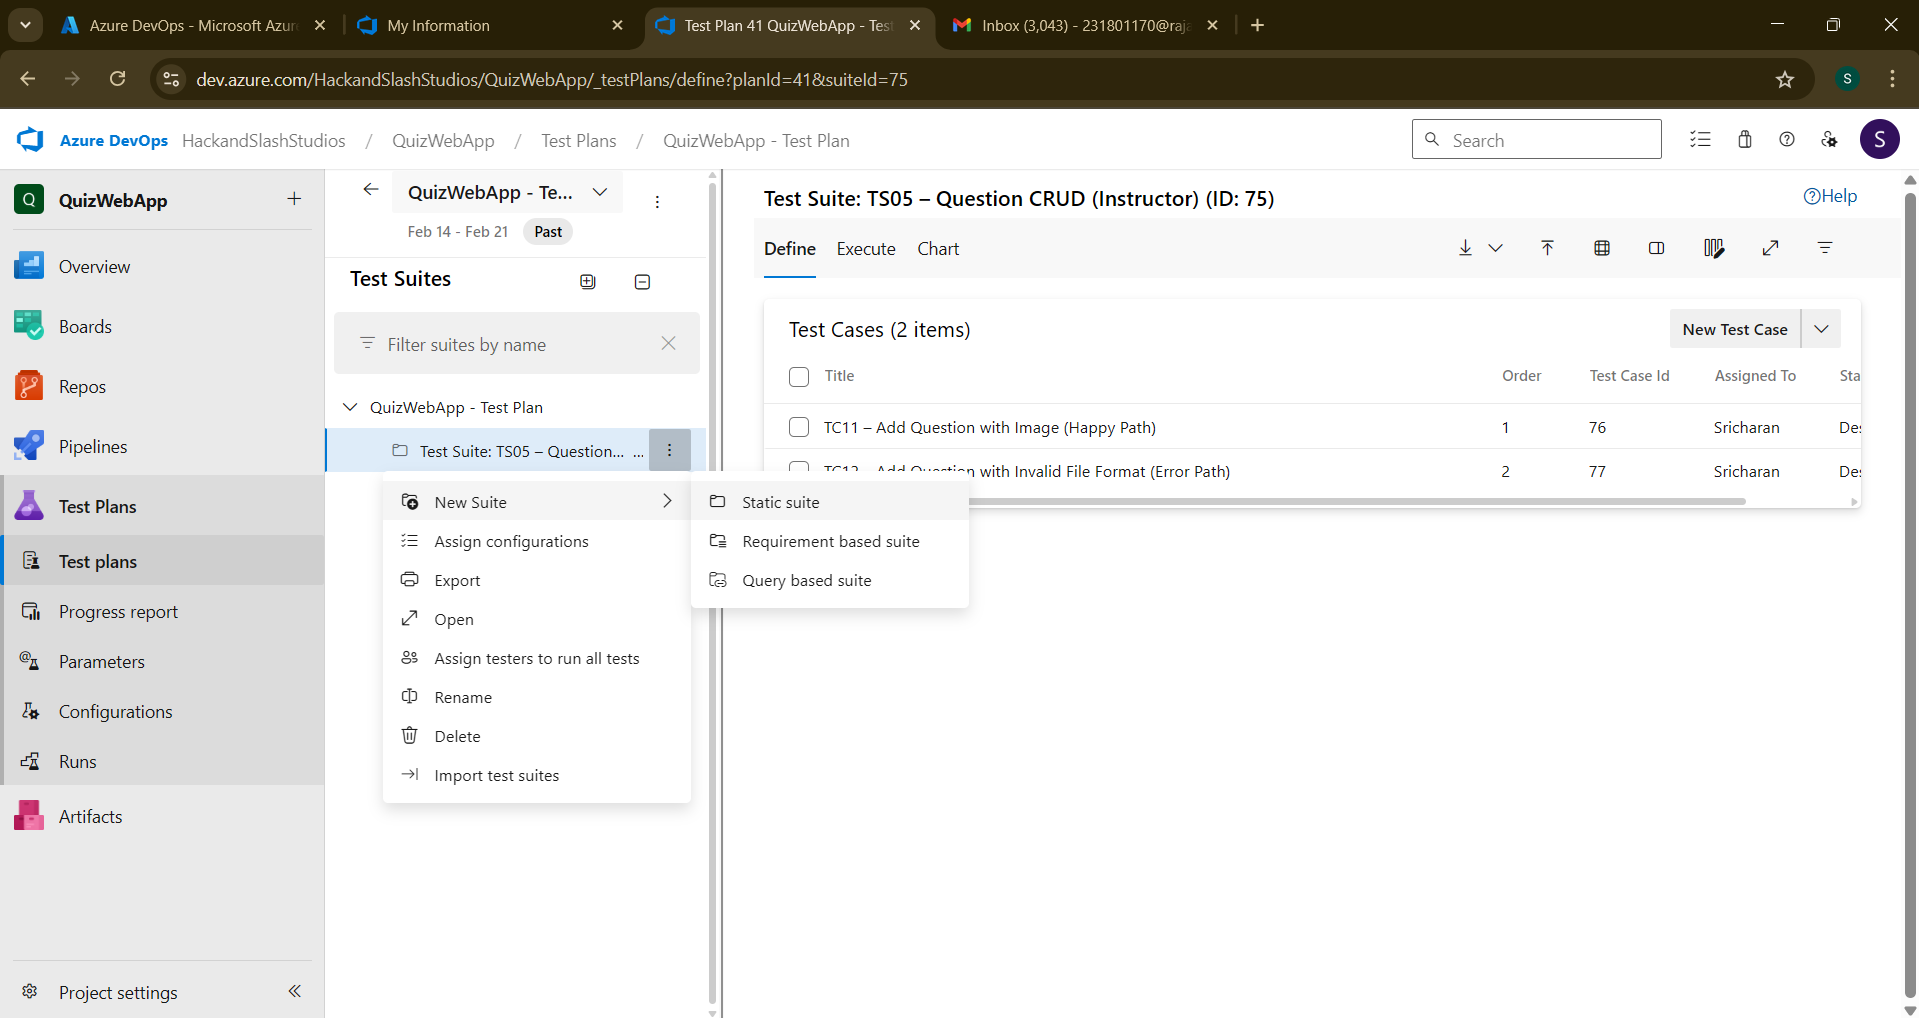 Azure DevOps - Microsoft Azur
My Information
Test Plan 41 QuizWebApp - Test
Inbox (3,043) - 231801170@raja
dev.azure.com/HackandSlashStudios/QuizWebApp/_testPlans/define?planId=41&suiteId=75
S
Azure DevOps HackandSlashStudios / QuizWebApp / Test Plans / QuizWebApp - Test Plan
Search
S
Q QuizWebApp
Overview
Boards
Repos
Pipelines
Test Plans
Test plans
Progress report
Parameters
Configurations
Runs
Artifacts
Project settings
QuizWebApp - Te...
Feb 14 - Feb 21 Past
Test Suites
Filter suites by name
QuizWebApp - Test Plan
Test Suite: TS05 – Question... ...
New Suite
Assign configurations
Export
Open
Assign testers to run all tests
Rename
Delete
Import test suites
Static suite
Requirement based suite
Query based suite
Test Suite: TS05 – Question CRUD (Instructor) (ID: 75)
Help
Define Execute Chart
Test Cases (2 items)
New Test Case
Title Order Test Case Id Assigned To Sta
TC11 – Add Question with Image (Happy Path) 1 76 Sricharan Des
TC12 – Add Question with Invalid File Format (Error Path) 2 77 Sricharan Des